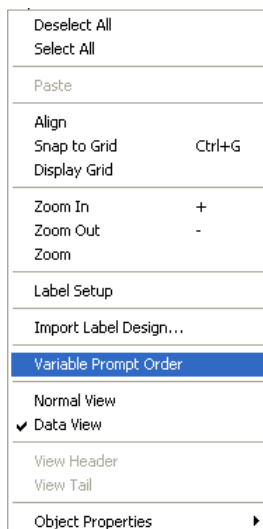 Deselect All
Select All
Paste
Align
Snap to Grid Ctrl+G
Display Grid
Zoom In +
Zoom Out -
Zoom
Label Setup
Import Label Design...
Variable Prompt Order
Normal View
Data View
View Header
View Tail
Object Properties